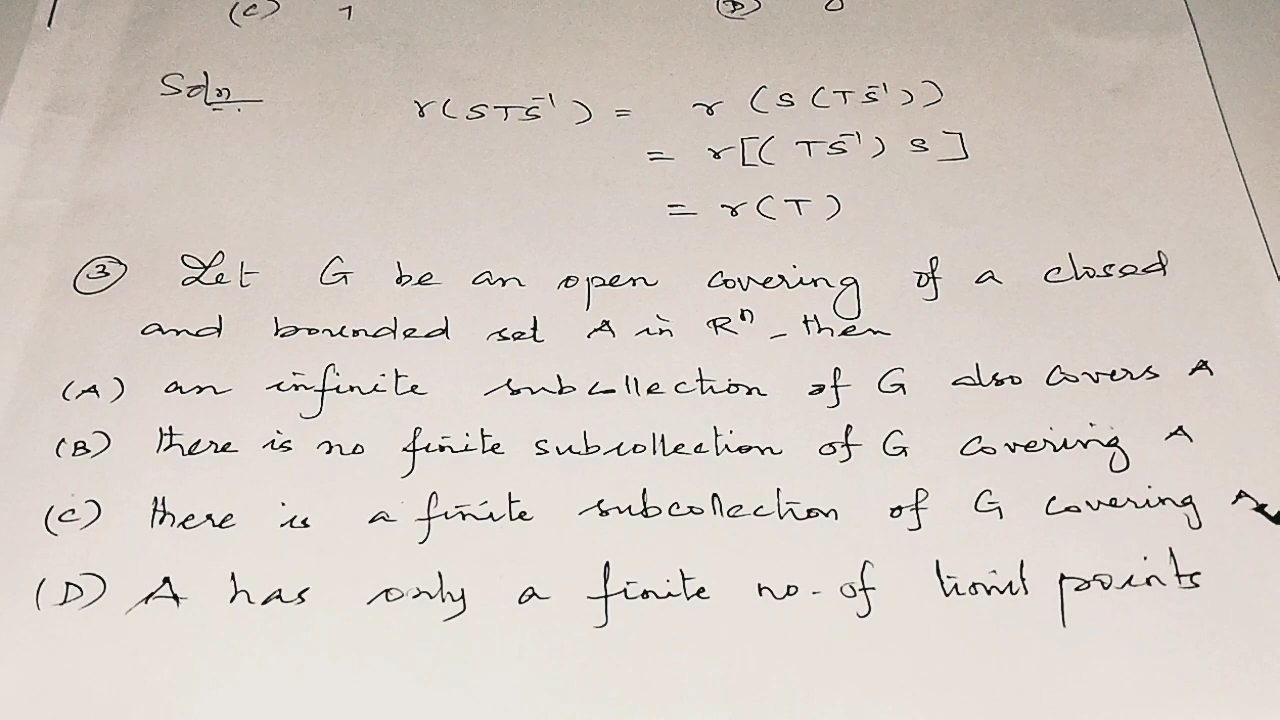 (C) 1 (D) 0
Soln
r(STS⁻¹) = r(S(TS⁻¹))
= r[(TS⁻¹)S]
= r(T)
③ Let G be an open covering of a closed
and bounded set A in Rⁿ, then
(A) an infinite subcollection of G also covers A
(B) there is no finite subcollection of G covering A
(C) there is a finite subcollection of G covering A
(D) A has only a finite no. of limit points